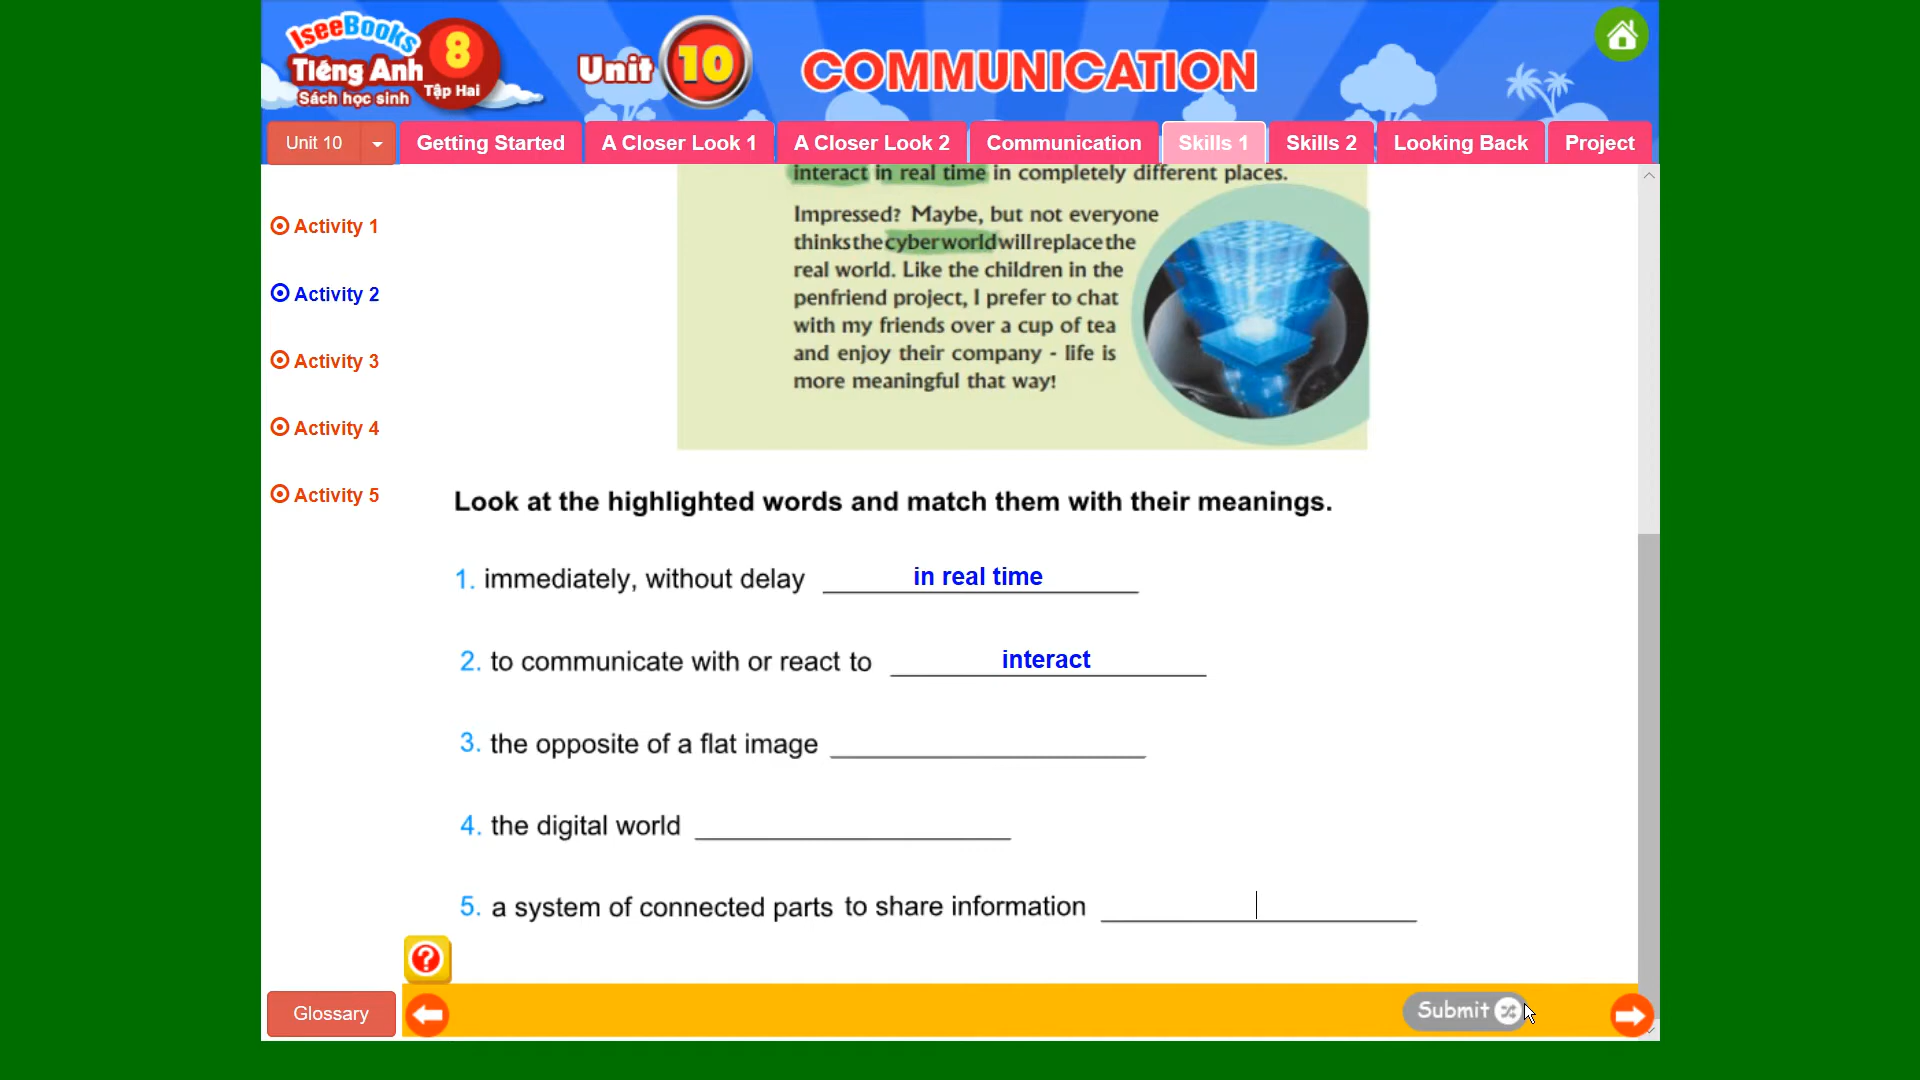 IseeBooks
Tiếng Anh 8
Sách học sinh Tập Hai
Unit 10
COMMUNICATION
Unit 10
Getting Started
A Closer Look 1
A Closer Look 2
Communication
Skills 1
Skills 2
Looking Back
Project
Activity 1
Activity 2
Activity 3
Activity 4
Activity 5
interact in real time in completely different places.
Impressed? Maybe, but not everyone
thinks the cyberworld will replace the
real world. Like the children in the
penfriend project, I prefer to chat
with my friends over a cup of tea
and enjoy their company - life is
more meaningful that way!
Look at the highlighted words and match them with their meanings.
1. immediately, without delay in real time
2. to communicate with or react to interact
3. the opposite of a flat image
4. the digital world
5. a system of connected parts to share information
?
Glossary
Submit